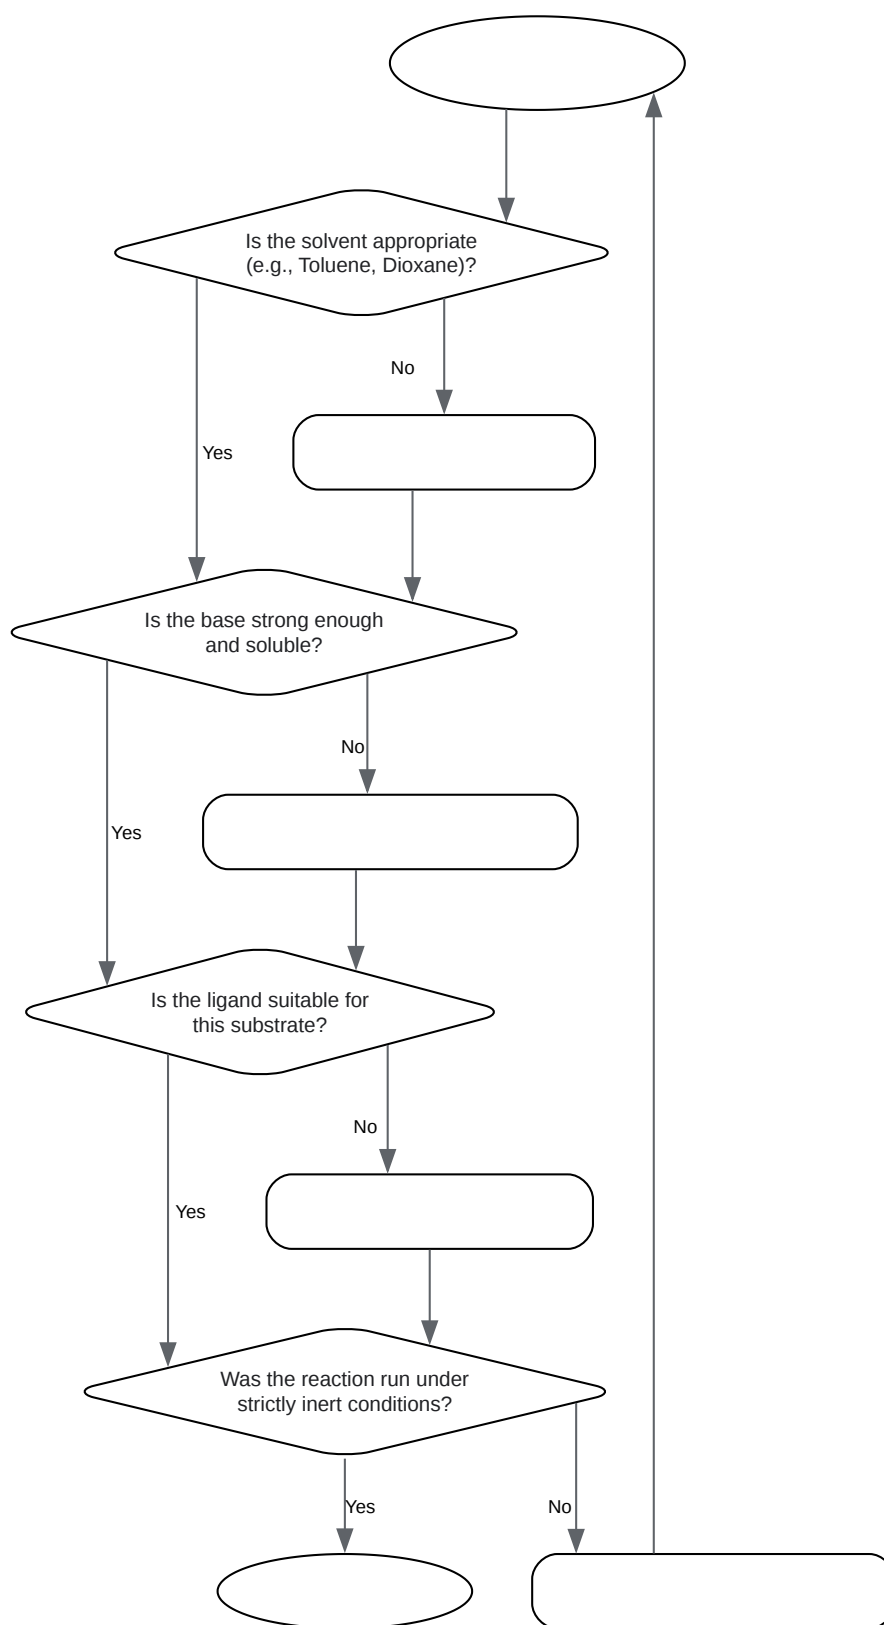 Is the solvent appropriate
(e.g., Toluene, Dioxane)?
No
Yes
Is the base strong enough
and soluble?
No
Yes
Is the ligand suitable for
this substrate?
No
Yes
Was the reaction run under
strictly inert conditions?
Yes
No